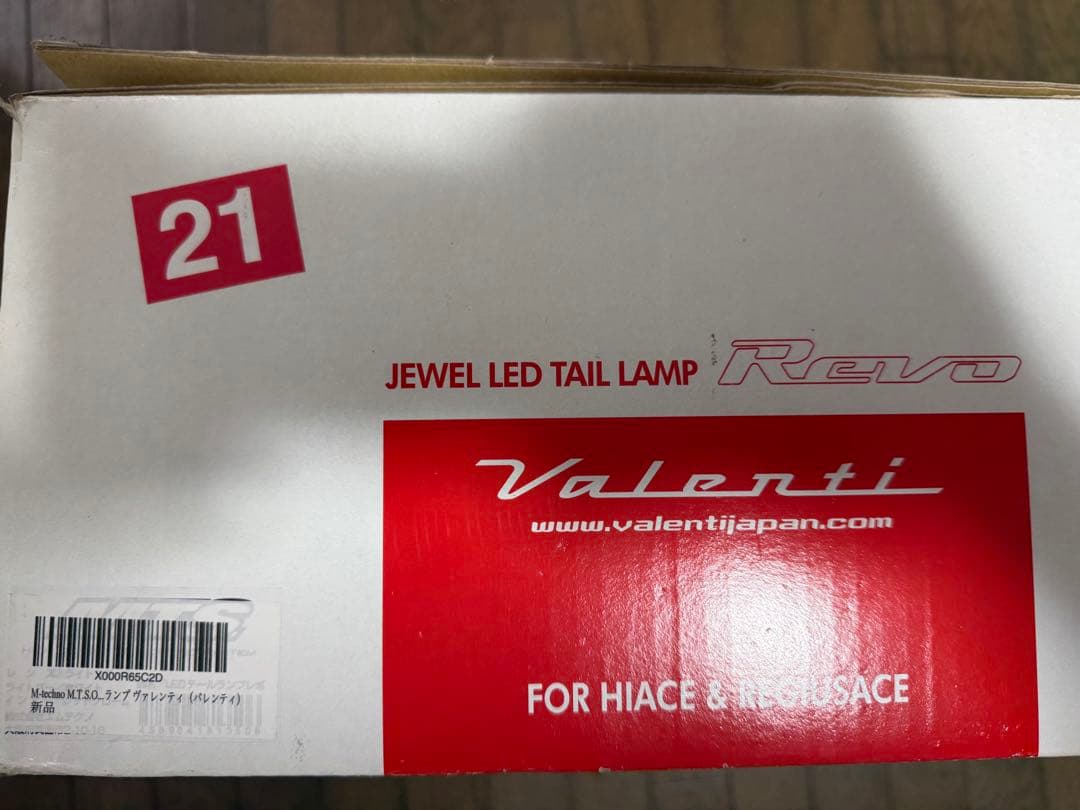 21
JEWEL LED TAIL LAMP Revo
Valenti
www.valentijapan.com
FOR HIACE & REGIUSACE
MTS
X000R65C2D
M-techno M.T.S.O...ランプ ヴァレンティ (バレンティ)
新品